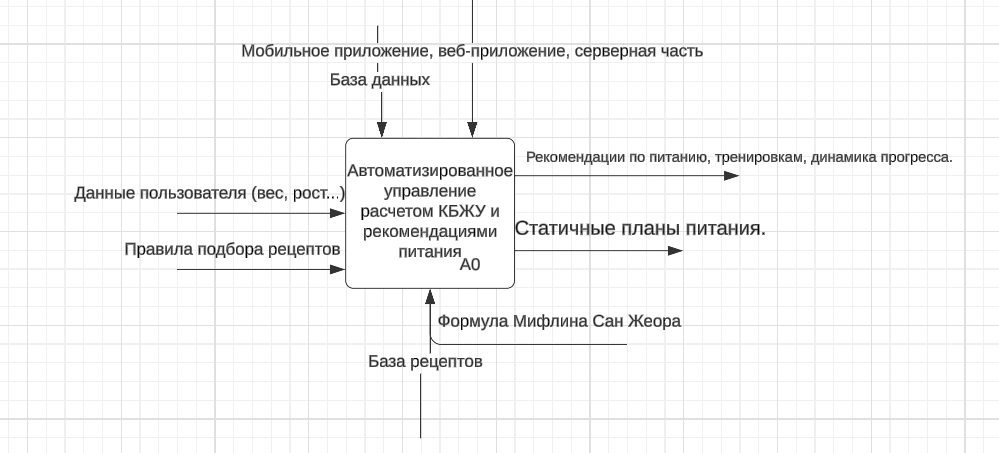 Мобильное приложение, веб-приложение, серверная часть
База данных
Автоматизированное
управление
расчетом КБЖУ и
рекомендациями
питания
A0
Данные пользователя (вес, рост...)
Правила подбора рецептов
Рекомендации по питанию, тренировкам, динамика прогресса.
Статичные планы питания.
Формула Мифлина Сан Жеора
База рецептов